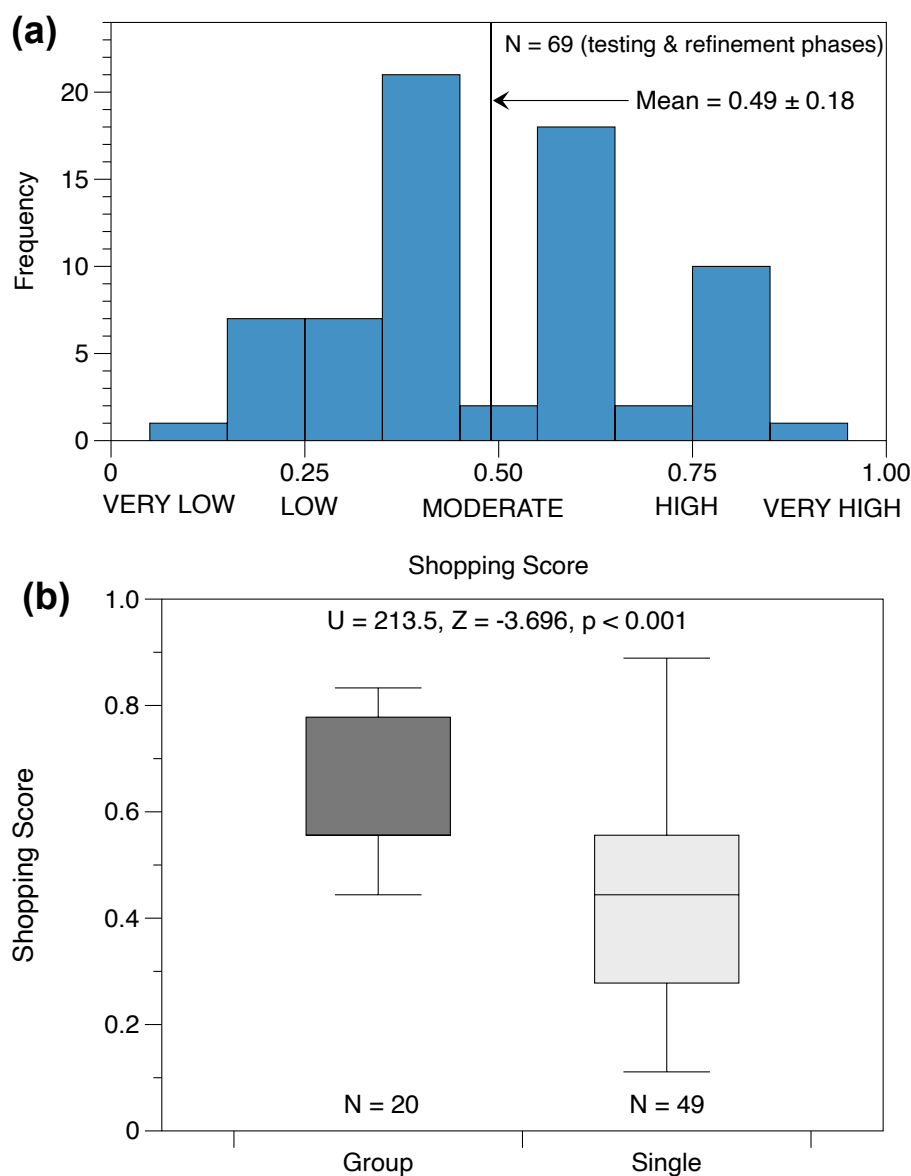 (a)
N = 69 (testing & refinement phases)
Mean = 0.49 ± 0.18
Frequency
20
15
10
5
0
0 0.25 0.50 0.75 1.00
VERY LOW LOW MODERATE HIGH VERY HIGH
Shopping Score
(b)
U = 213.5, Z = -3.696, p < 0.001
Shopping Score
1.0
0.8
0.6
0.4
0.2
0
N = 20 N = 49
Group Single